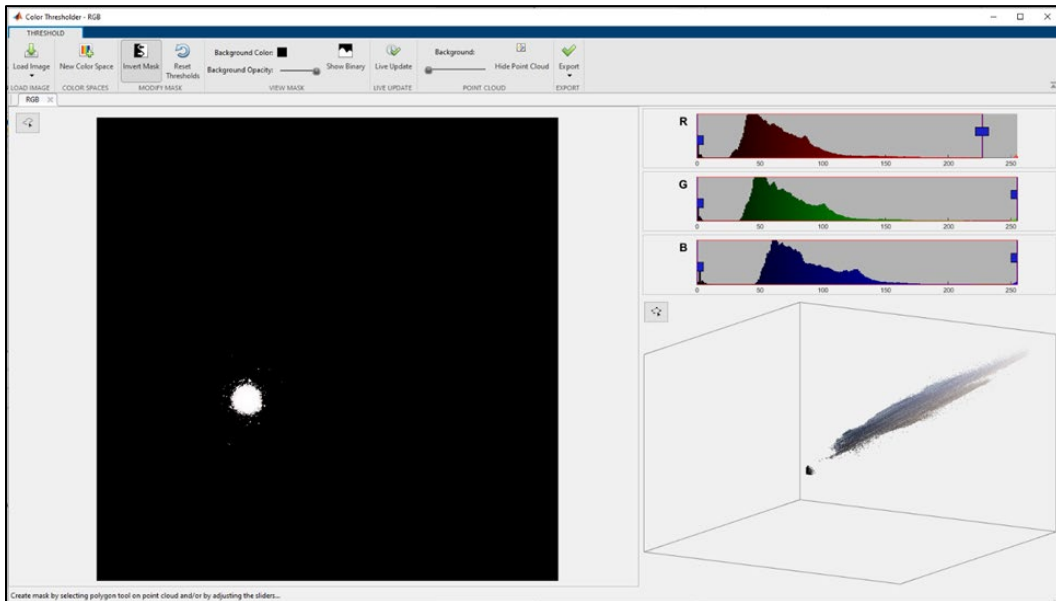 Color Thresholder - RGB
THRESHOLD
Load Image
New Color Space
Invert Mask
Reset Thresholds
Background Color:
Background Opacity:
Show Binary
Live Update
Background:
Hide Point Cloud
Export
LOAD IMAGE
COLOR SPACES
MODIFY MASK
VIEW MASK
LIVE UPDATE
POINT CLOUD
EXPORT
RGB
R
0 50 100 150 200 250
G
0 50 100 150 200 250
B
0 50 100 150 200 250
Create mask by selecting polygon tool on point cloud and/or by adjusting the sliders...